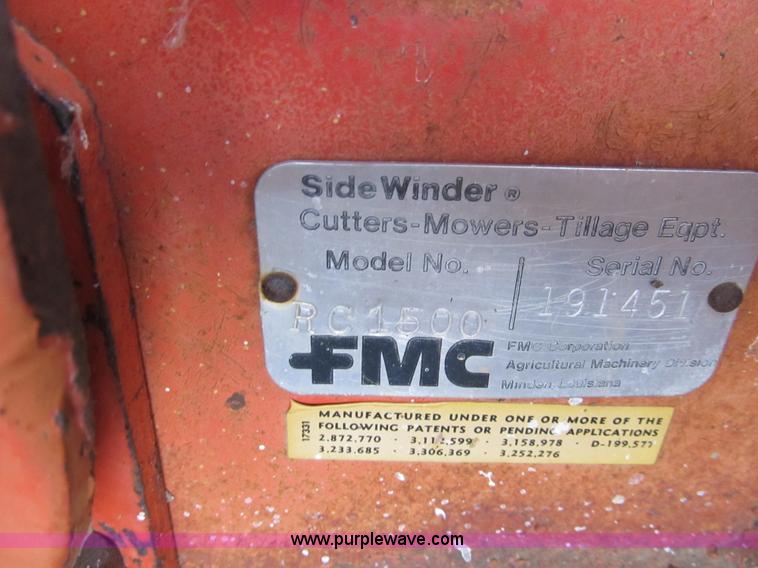 SideWinder®
Cutters-Mowers-Tillage Eqpt.
Model No. Serial No.
RC1500 191451
FMC
FMC Corporation
Agricultural Machinery Division
Minden, Louisiana
17331
MANUFACTURED UNDER ONE OR MORE OF THE
FOLLOWING PATENTS OR PENDING APPLICATIONS
2.872,770 · 3,112,599 · 3,158,978 · D-199,577
3,233,685 · 3,306,369 · 3,252,276
www.purplewave.com